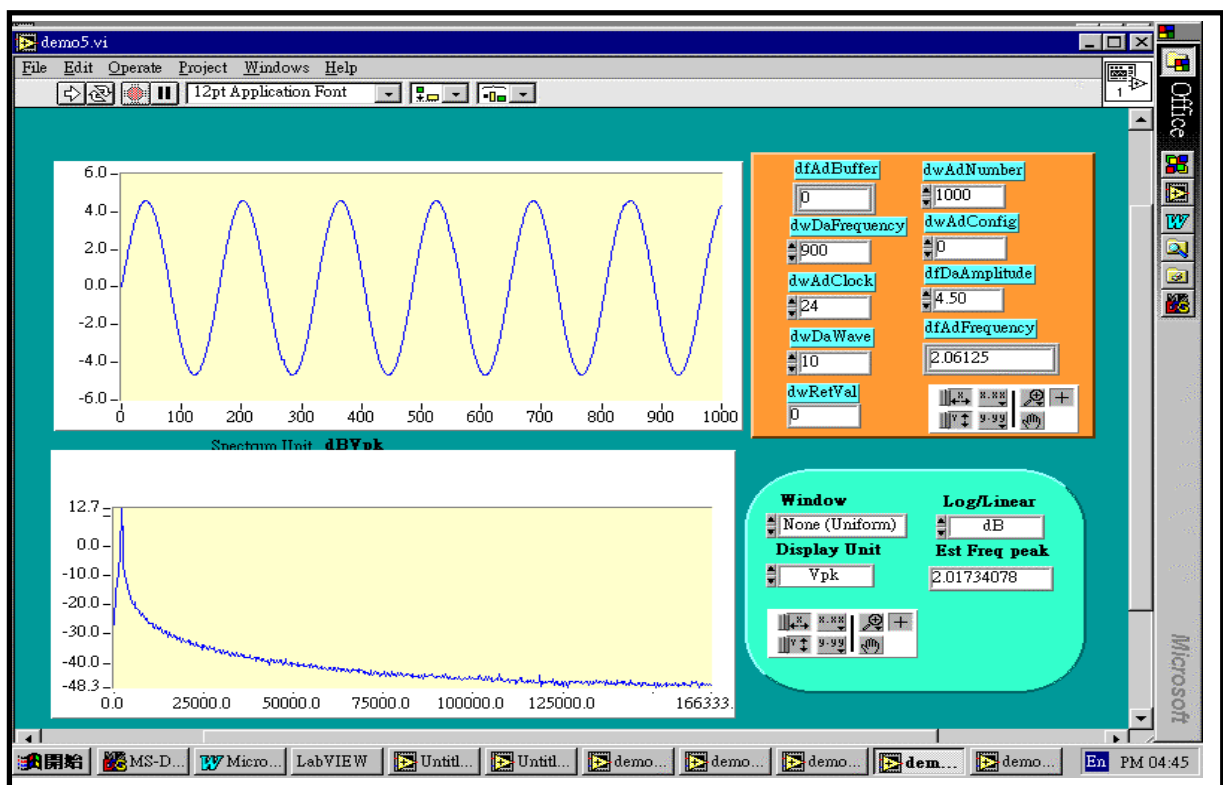 demo5.vi
File Edit Operate Project Windows Help
12pt Application Font
1
Office
6.0
4.0
2.0
0.0
-2.0
-4.0
-6.0
0 100 200 300 400 500 600 700 800 900 1000
dfAdBuffer
0
dwDaFrequency
900
dwAdClock
24
dwDaWave
10
dwRetVal
0
dwAdNumber
1000
dwAdConfig
0
dfDaAmplitude
4.50
dfAdFrequency
2.06125
X X.XX
Y Y.YY
Spectrum Unit dBVpk
12.7
0.0
-10.0
-20.0
-30.0
-40.0
-48.3
0.0 25000.0 50000.0 75000.0 100000.0 125000.0 166333.
Window
None (Uniform)
Display Unit
Vpk
Log/Linear
dB
Est Freq peak
2.01734078
X X.XX
Y Y.YY
Microsoft
開始 MS-D... Micro... LabVIEW Untitl... Untitl... demo... demo... demo... dem... demo... En PM 04:45